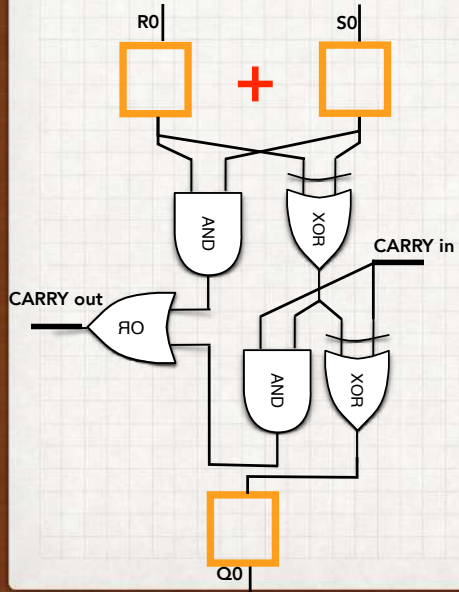 R0
S0
+
AND
XOR
CARRY in
CARRY out
OR
AND
XOR
Q0